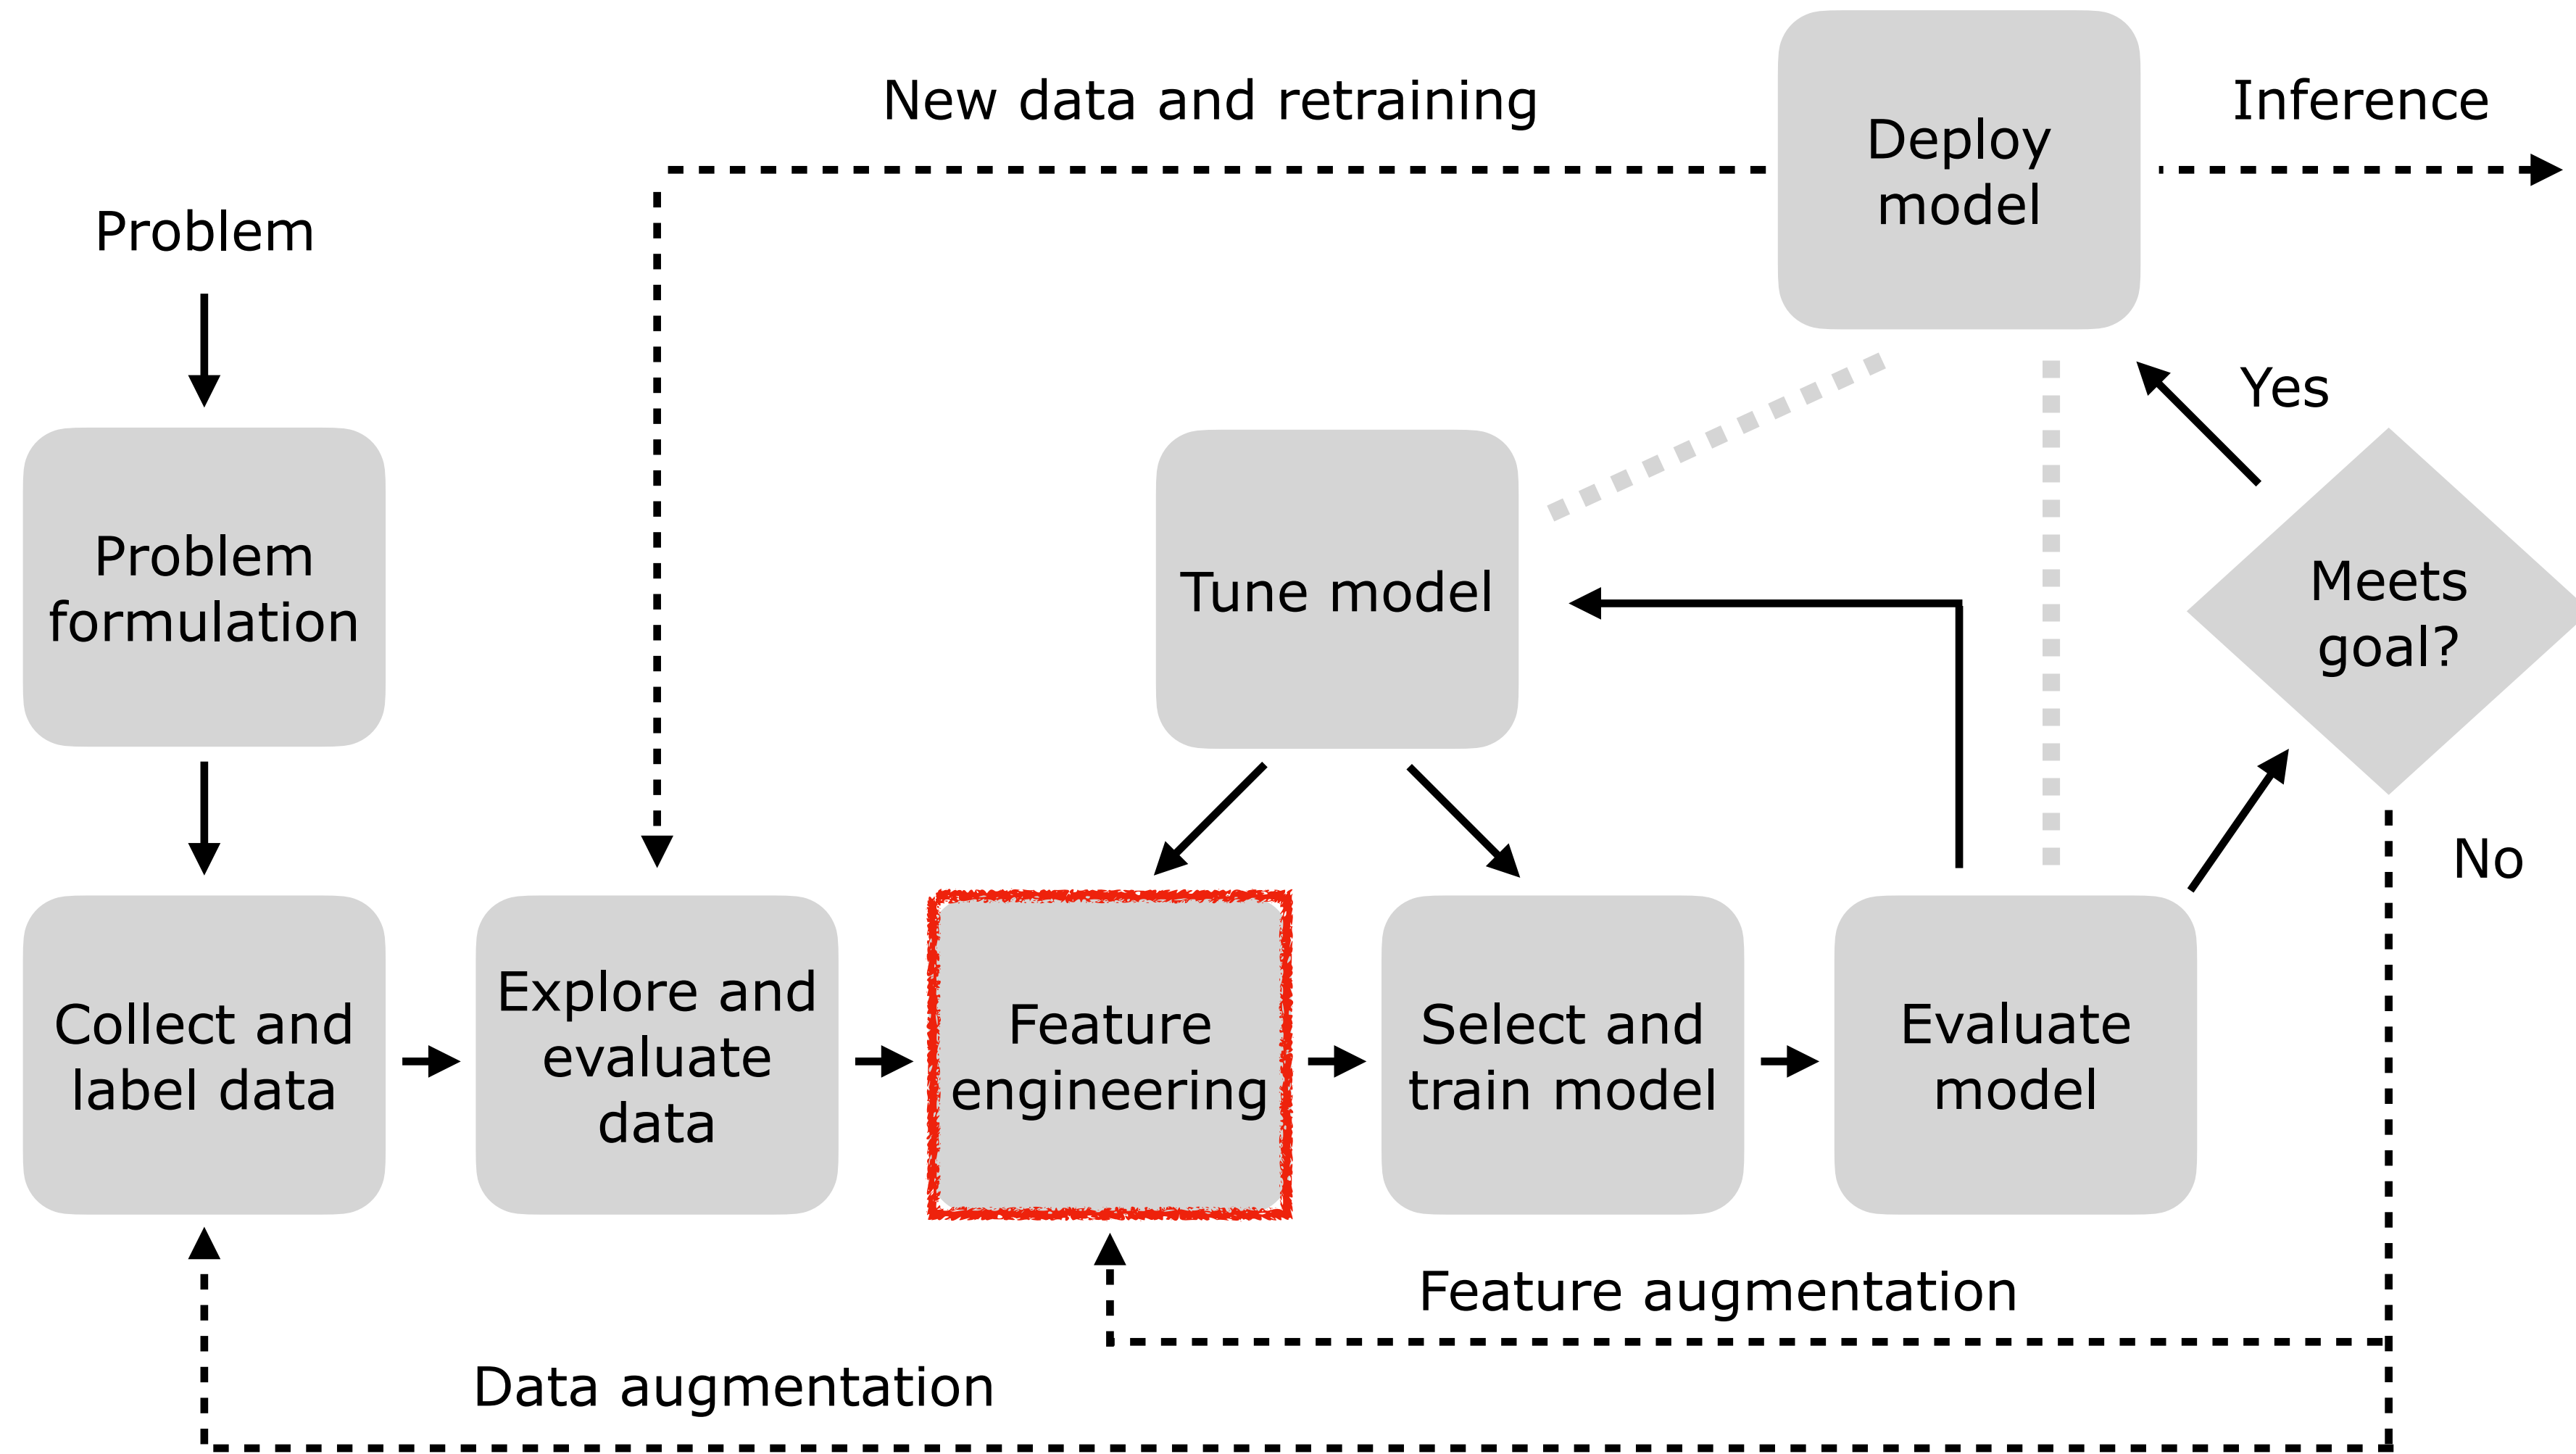 New data and retraining
Deploy
model
Inference
Problem
Yes
Problem
formulation
Tune model
Meets
goal?
No
Collect and
label data
Explore and
evaluate
data
Feature
engineering
Select and
train model
Evaluate
model
Feature augmentation
Data augmentation